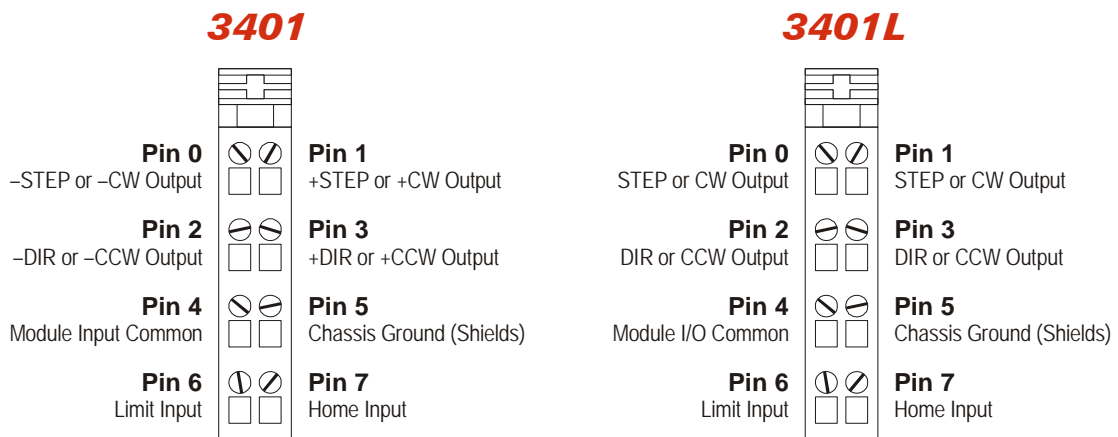 3401
Pin 0
–STEP or –CW Output
Pin 1
+STEP or +CW Output
Pin 2
–DIR or –CCW Output
Pin 3
+DIR or +CCW Output
Pin 4
Module Input Common
Pin 5
Chassis Ground (Shields)
Pin 6
Limit Input
Pin 7
Home Input
3401L
Pin 0
STEP or CW Output
Pin 1
STEP or CW Output
Pin 2
DIR or CCW Output
Pin 3
DIR or CCW Output
Pin 4
Module I/O Common
Pin 5
Chassis Ground (Shields)
Pin 6
Limit Input
Pin 7
Home Input